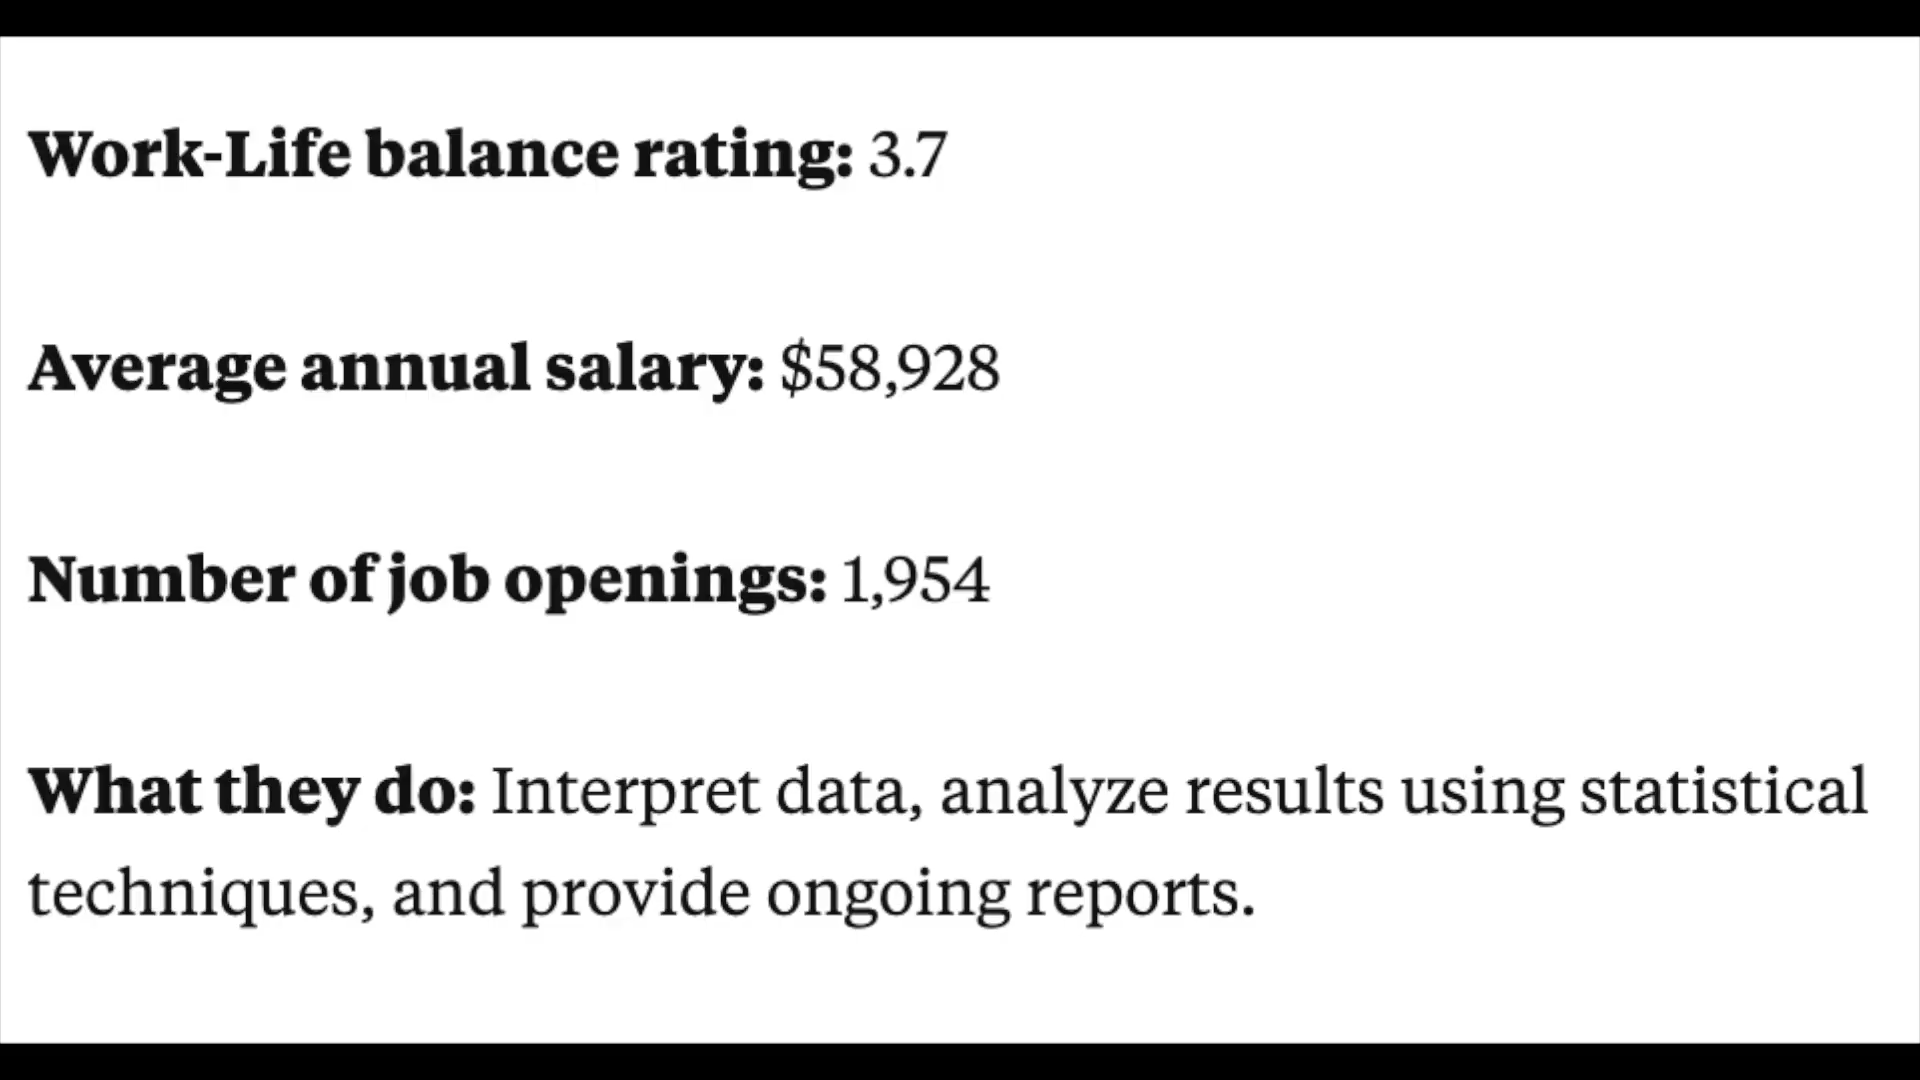 Work-Life balance rating: 3.7
Average annual salary: $58,928
Number of job openings: 1,954
What they do: Interpret data, analyze results using statistical
techniques, and provide ongoing reports.